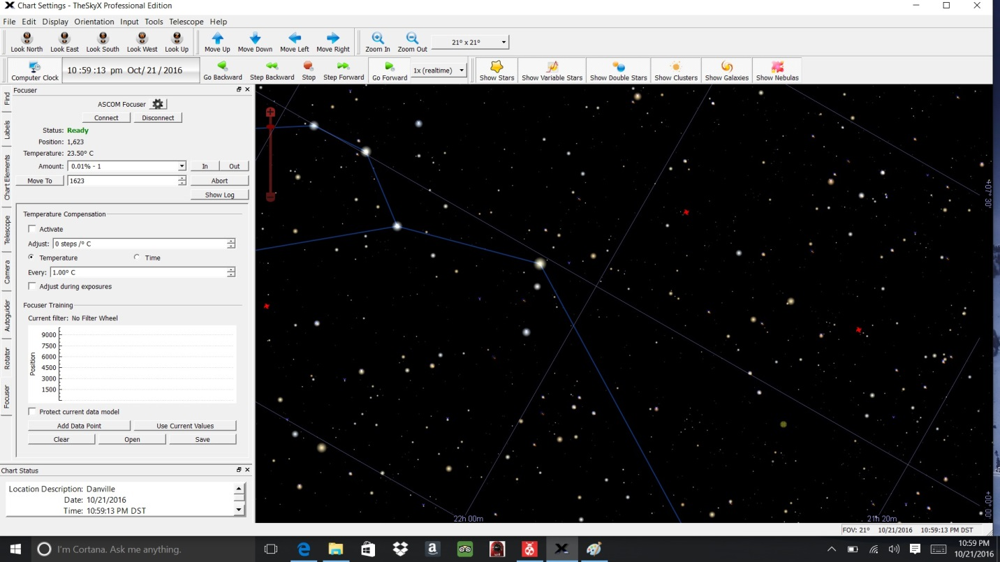 Chart Settings - TheSkyX Professional Edition
File Edit Display Orientation Input Tools Telescope Help
Look North Look East Look South Look West Look Up Move Up Move Down Move Left Move Right Zoom In Zoom Out 21° x 21°
Computer Clock 10 :59 :13 pm Oct/ 21 / 2016 Go Backward Step Backward Stop Step Forward Go Forward 1x (realtime) Show Stars Show Variable Stars Show Double Stars Show Clusters Show Galaxies Show Nebulas
Find
Labels
Chart Elements
Telescope
Camera
Autoguider
Rotator
Focuser
Focuser
ASCOM Focuser
Connect Disconnect
Status: Ready
Position: 1,623
Temperature: 23.50° C
Amount: 0.01% - 1 In Out
Move To 1623 Abort
Show Log
Temperature Compensation
Activate
Adjust: 0 steps /° C
Temperature Time
Every: 1.00° C
Adjust during exposures
Focuser Training
Current filter: No Filter Wheel
Position
9000
7500
6000
4500
3000
1500
Protect current data model
Add Data Point Use Current Values
Clear Open Save
Chart Status
Location Description: Danville
Date: 10/21/2016
Time: 10:59:13 PM DST
+07° 30'
+00° 00'
22h 00m 21h 20m
FOV: 21° 10/21/2016 10:59:13 PM DST
I'm Cortana. Ask me anything.
10:59 PM
10/21/2016